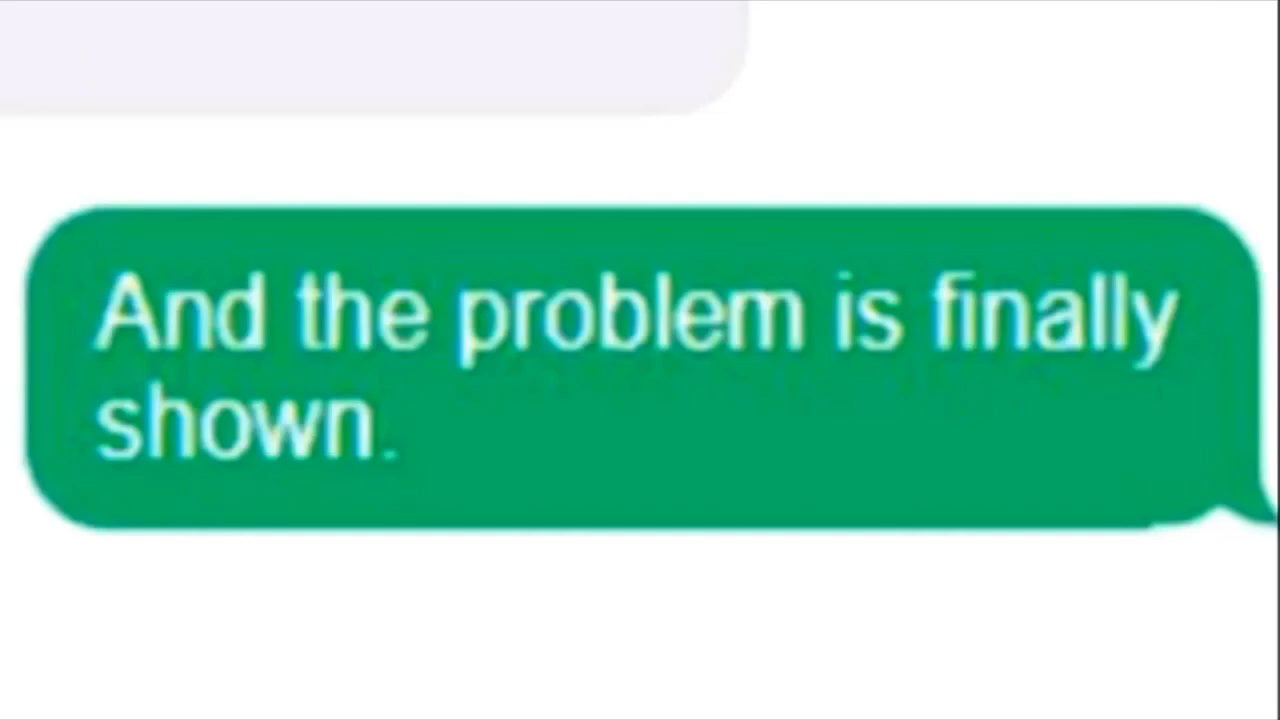 And the problem is finally
shown.